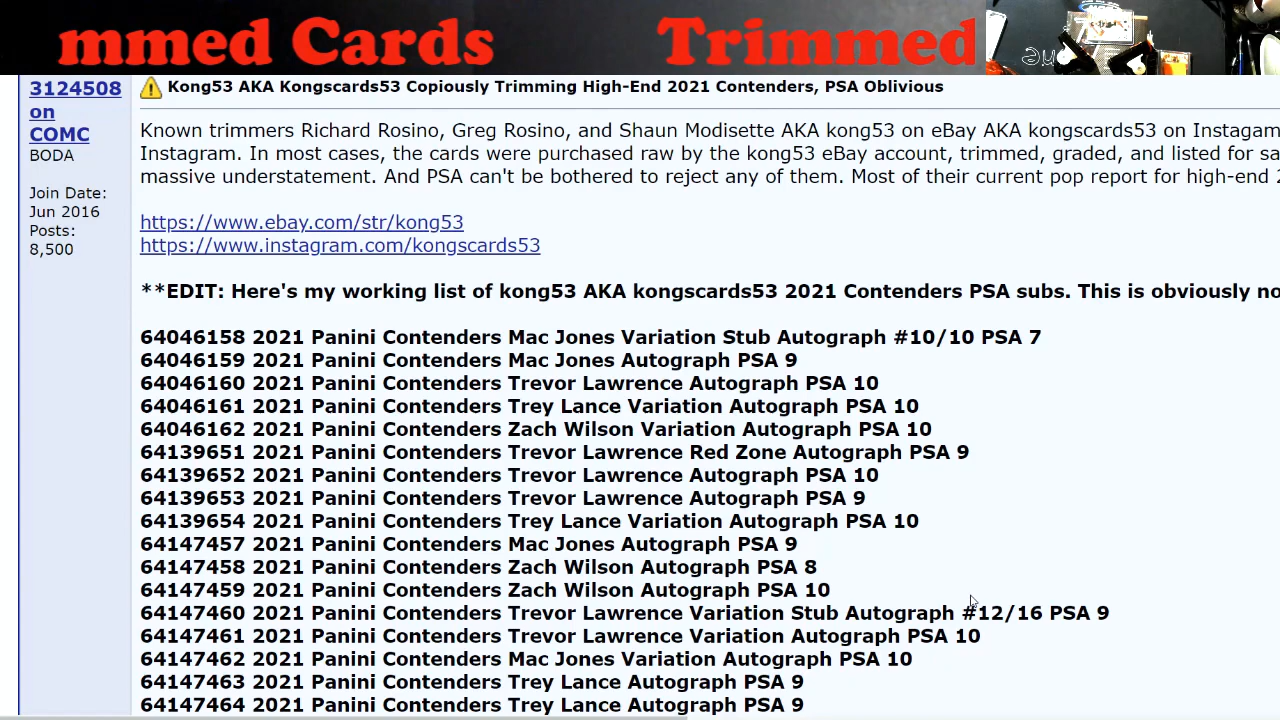 mmed Cards Trimmed
3124508
on
COMC
BODA
Join Date:
Jun 2016
Posts:
8,500
Kong53 AKA Kongscards53 Copiously Trimming High-End 2021 Contenders, PSA Oblivious
Known trimmers Richard Rosino, Greg Rosino, and Shaun Modisette AKA kong53 on eBay AKA kongscards53 on Instagam
Instagram. In most cases, the cards were purchased raw by the kong53 eBay account, trimmed, graded, and listed for sa
massive understatement. And PSA can't be bothered to reject any of them. Most of their current pop report for high-end 2
https://www.ebay.com/str/kong53
https://www.instagram.com/kongscards53
**EDIT: Here's my working list of kong53 AKA kongscards53 2021 Contenders PSA subs. This is obviously no
64046158 2021 Panini Contenders Mac Jones Variation Stub Autograph #10/10 PSA 7
64046159 2021 Panini Contenders Mac Jones Autograph PSA 9
64046160 2021 Panini Contenders Trevor Lawrence Autograph PSA 10
64046161 2021 Panini Contenders Trey Lance Variation Autograph PSA 10
64046162 2021 Panini Contenders Zach Wilson Variation Autograph PSA 10
64139651 2021 Panini Contenders Trevor Lawrence Red Zone Autograph PSA 9
64139652 2021 Panini Contenders Trevor Lawrence Autograph PSA 10
64139653 2021 Panini Contenders Trevor Lawrence Autograph PSA 9
64139654 2021 Panini Contenders Trey Lance Variation Autograph PSA 10
64147457 2021 Panini Contenders Mac Jones Autograph PSA 9
64147458 2021 Panini Contenders Zach Wilson Autograph PSA 8
64147459 2021 Panini Contenders Zach Wilson Autograph PSA 10
64147460 2021 Panini Contenders Trevor Lawrence Variation Stub Autograph #12/16 PSA 9
64147461 2021 Panini Contenders Trevor Lawrence Variation Autograph PSA 10
64147462 2021 Panini Contenders Mac Jones Variation Autograph PSA 10
64147463 2021 Panini Contenders Trey Lance Autograph PSA 9
64147464 2021 Panini Contenders Trey Lance Autograph PSA 9